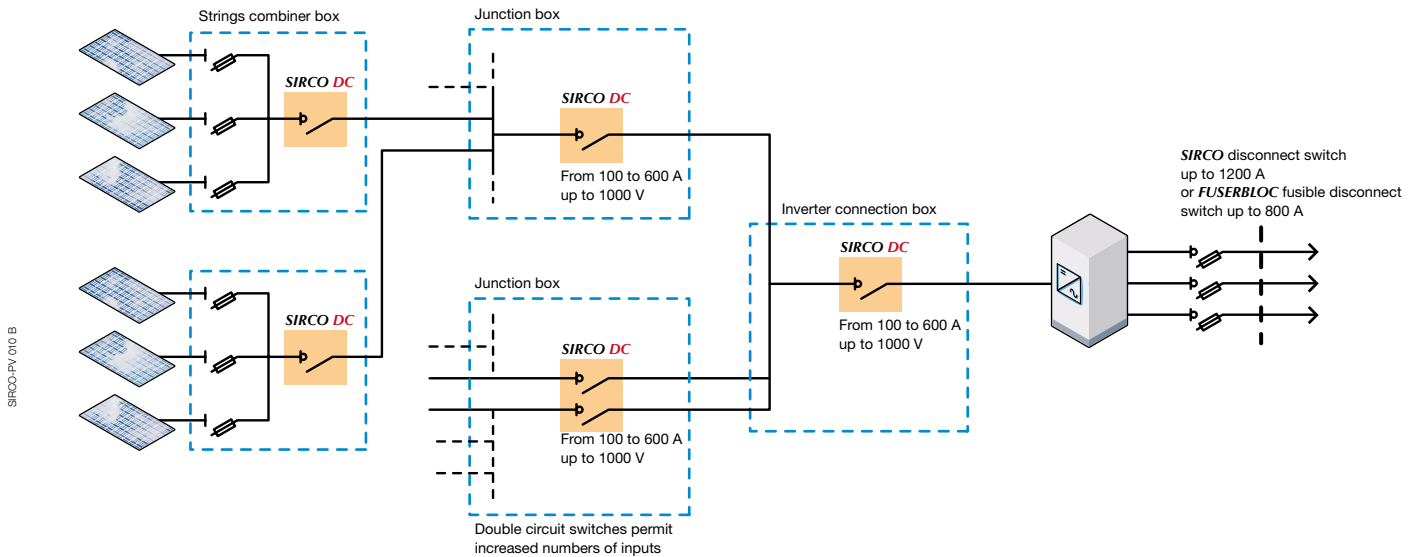 Strings combiner box
SIRCO DC
SIRCO DC
Junction box
SIRCO DC
From 100 to 600 A
up to 1000 V
Junction box
SIRCO DC
From 100 to 600 A
up to 1000 V
Double circuit switches permit
increased numbers of inputs
Inverter connection box
SIRCO DC
From 100 to 600 A
up to 1000 V
SIRCO disconnect switch
up to 1200 A
or FUSERBLOC fusible disconnect
switch up to 800 A
SIRCO-PV 010 B